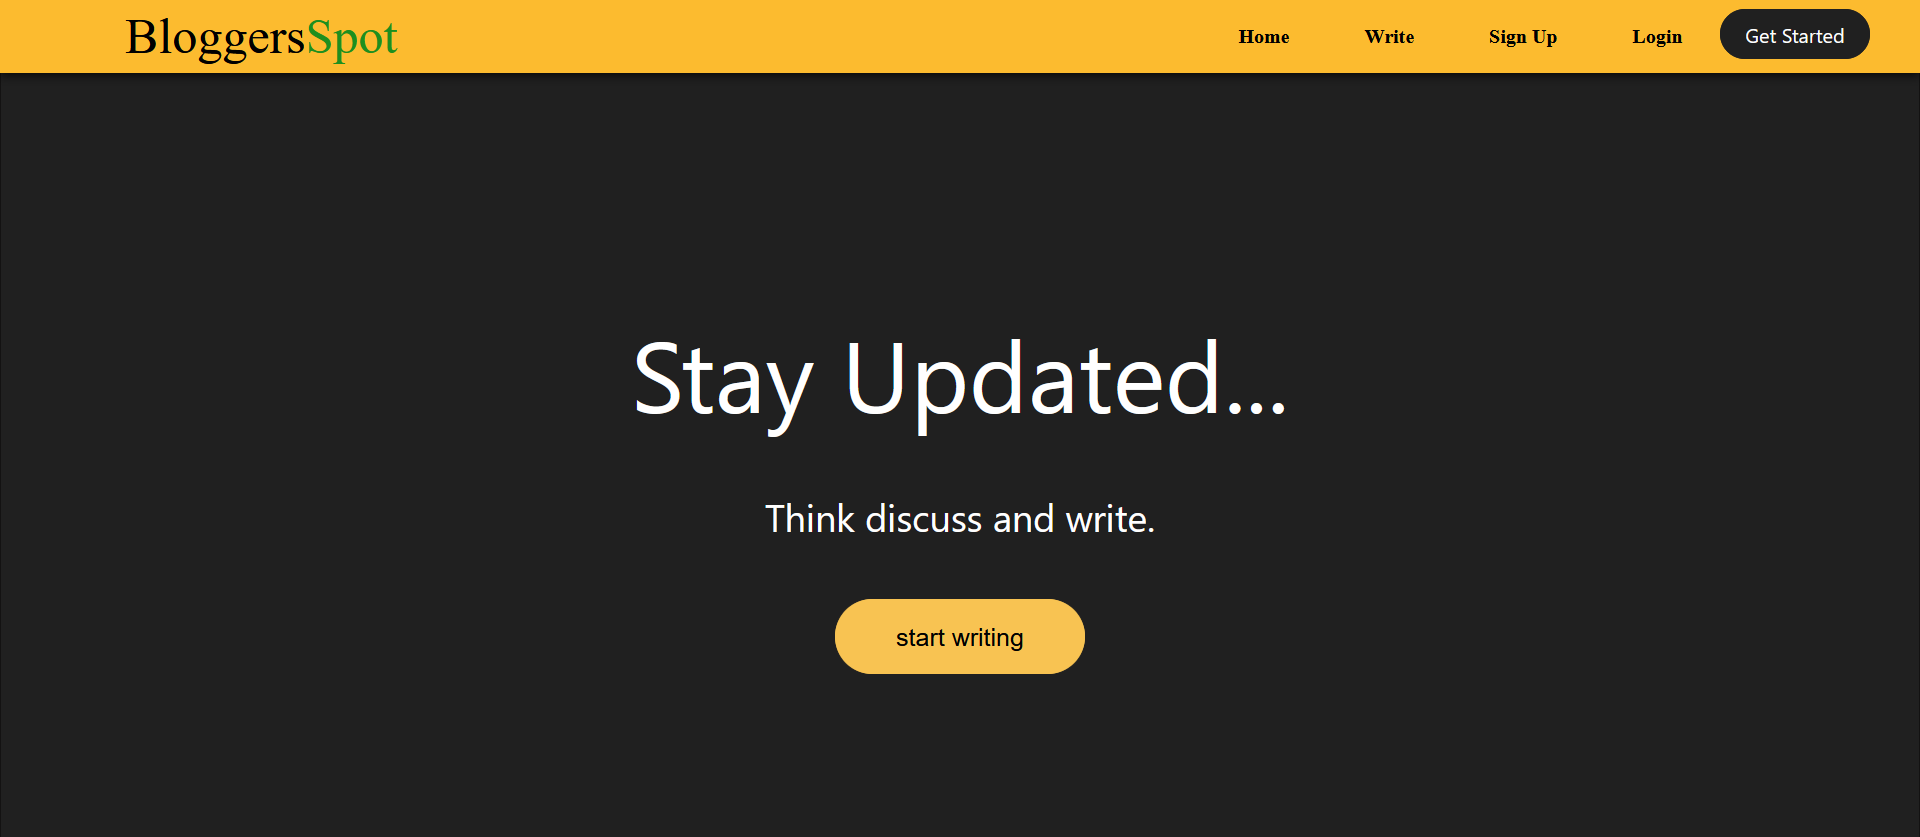 BloggersSpot Home Write Sign Up Login Get Started
Stay Updated...
Think discuss and write.
start writing